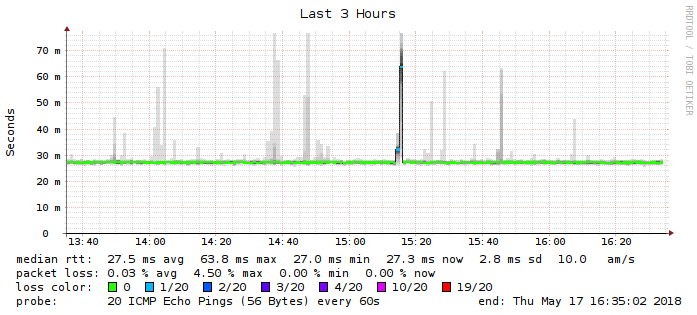 Last 3 Hours
RRDTOOL / TOBI OETIKER
Seconds
70 m
60 m
50 m
40 m
30 m
20 m
10 m
0
13:40 14:00 14:20 14:40 15:00 15:20 15:40 16:00 16:20
median rtt: 27.5 ms avg 63.8 ms max 27.0 ms min 27.3 ms now 2.8 ms sd 10.0 am/s
packet loss: 0.03 % avg 4.50 % max 0.00 % min 0.00 % now
loss color: 0 1/20 2/20 3/20 4/20 10/20 19/20
probe: 20 ICMP Echo Pings (56 Bytes) every 60s end: Thu May 17 16:35:02 2018